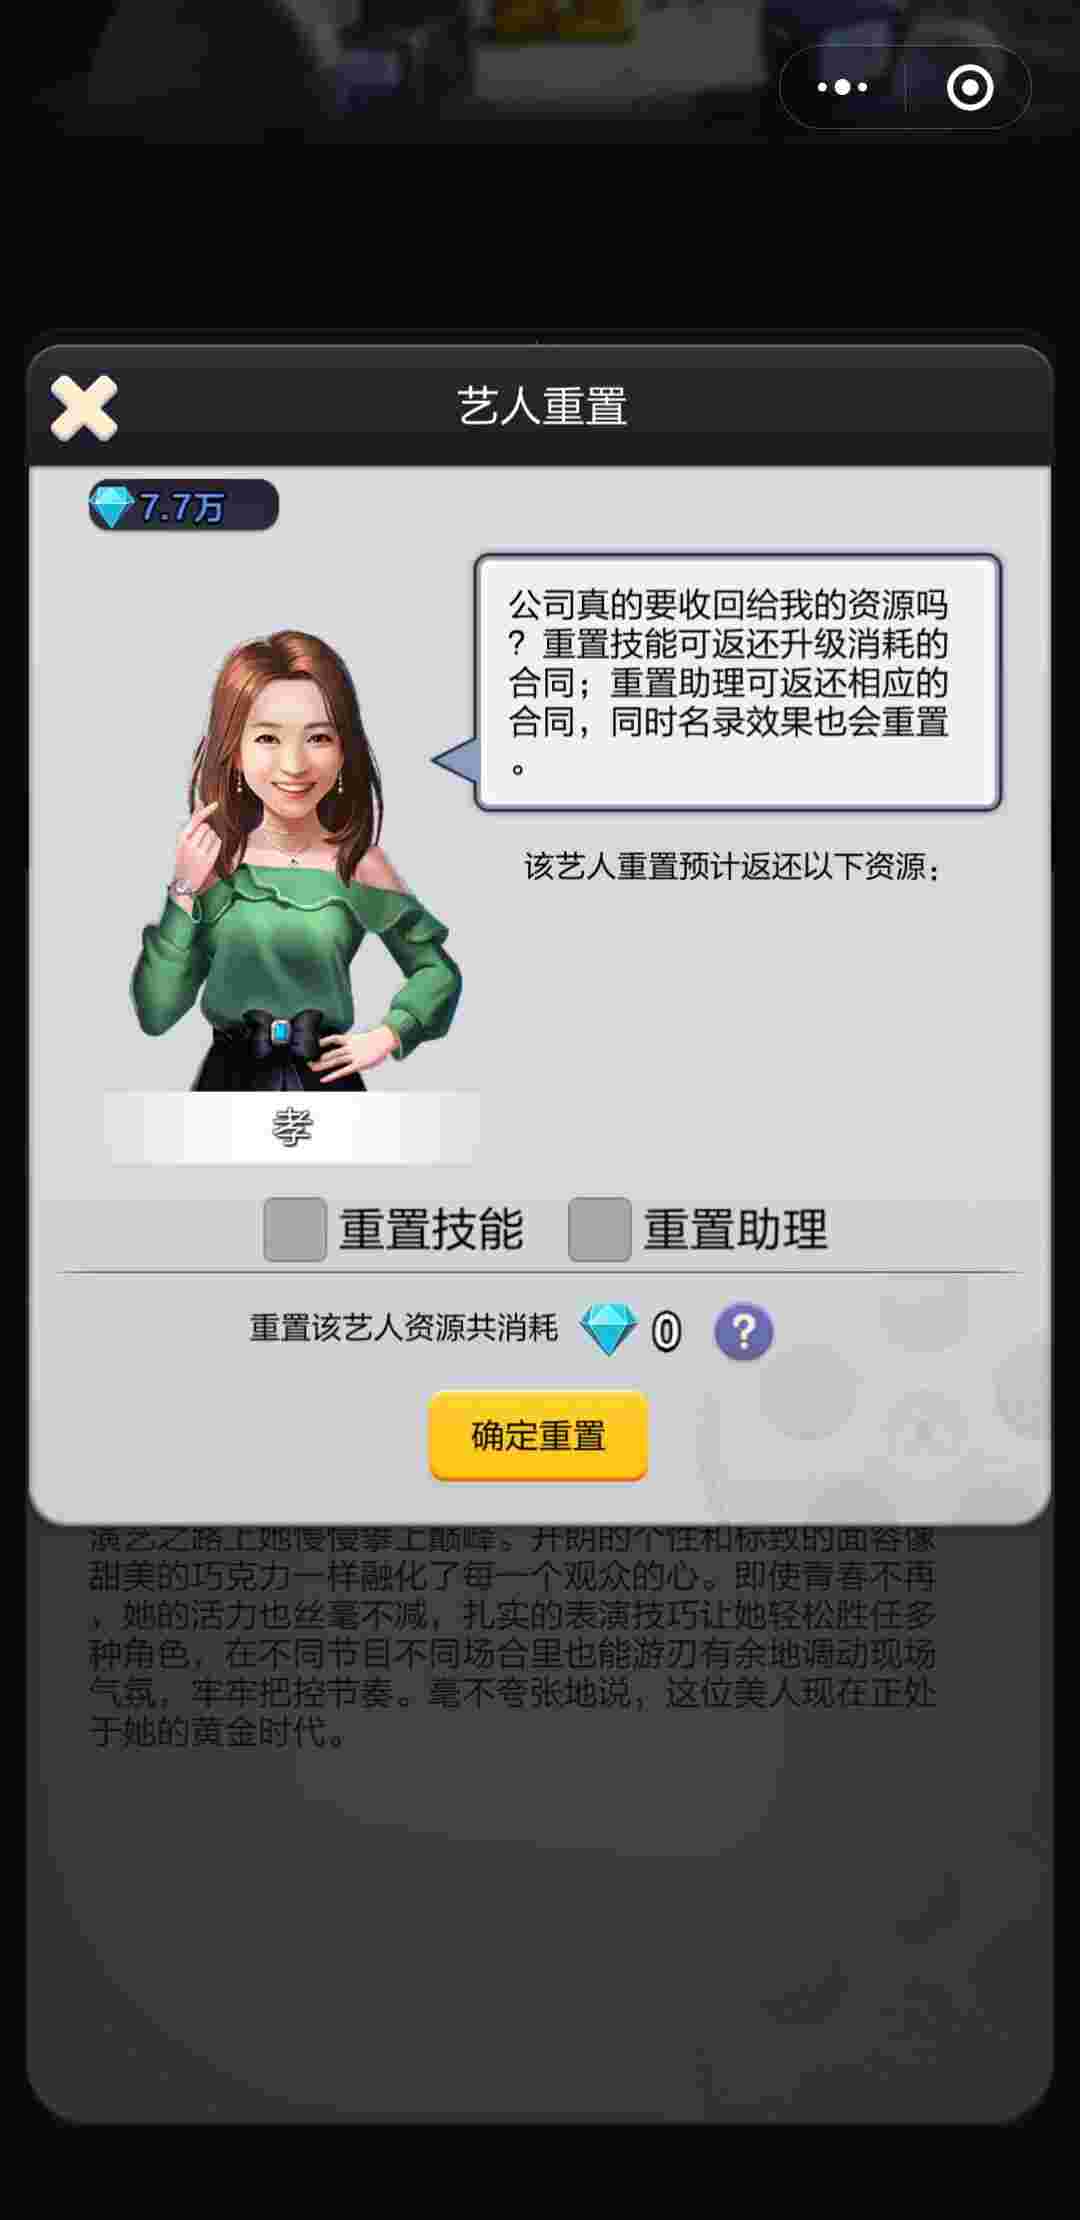 艺人重置
7.7万
公司真的要收回给我的资源吗
？重置技能可返还升级消耗的
合同；重置助理可返还相应的
合同，同时名录效果也会重置
。
该艺人重置预计返还以下资源：
孝
重置技能 重置助理
重置该艺人资源共消耗 0 ?
确定重置
演艺之路上她慢慢攀上巅峰。开朗的个性和标致的面容像
甜美的巧克力一样融化了每一个观众的心。即使青春不再
，她的活力也丝毫不减，扎实的表演技巧让她轻松胜任多
种角色，在不同节目不同场合里也能游刃有余地调动现场
气氛，牢牢把控节奏。毫不夸张地说，这位美人现在正处
于她的黄金时代。